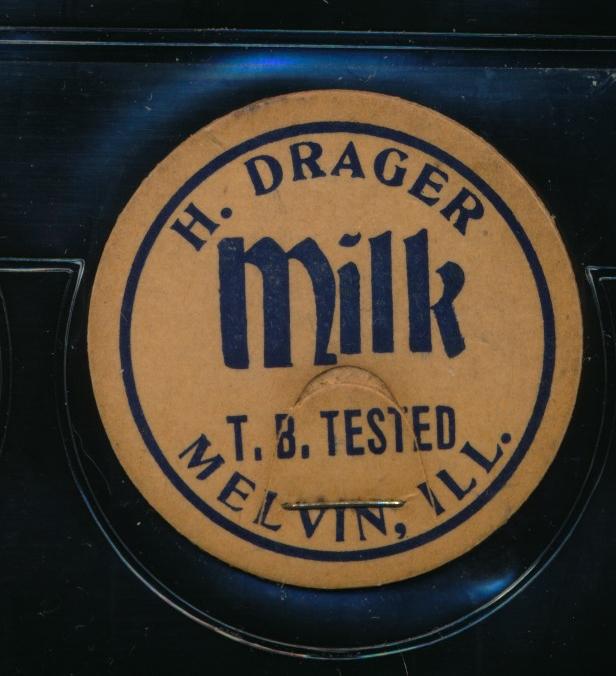 H. DRAGER
Milk
T. B. TESTED
MELVIN, ILL.